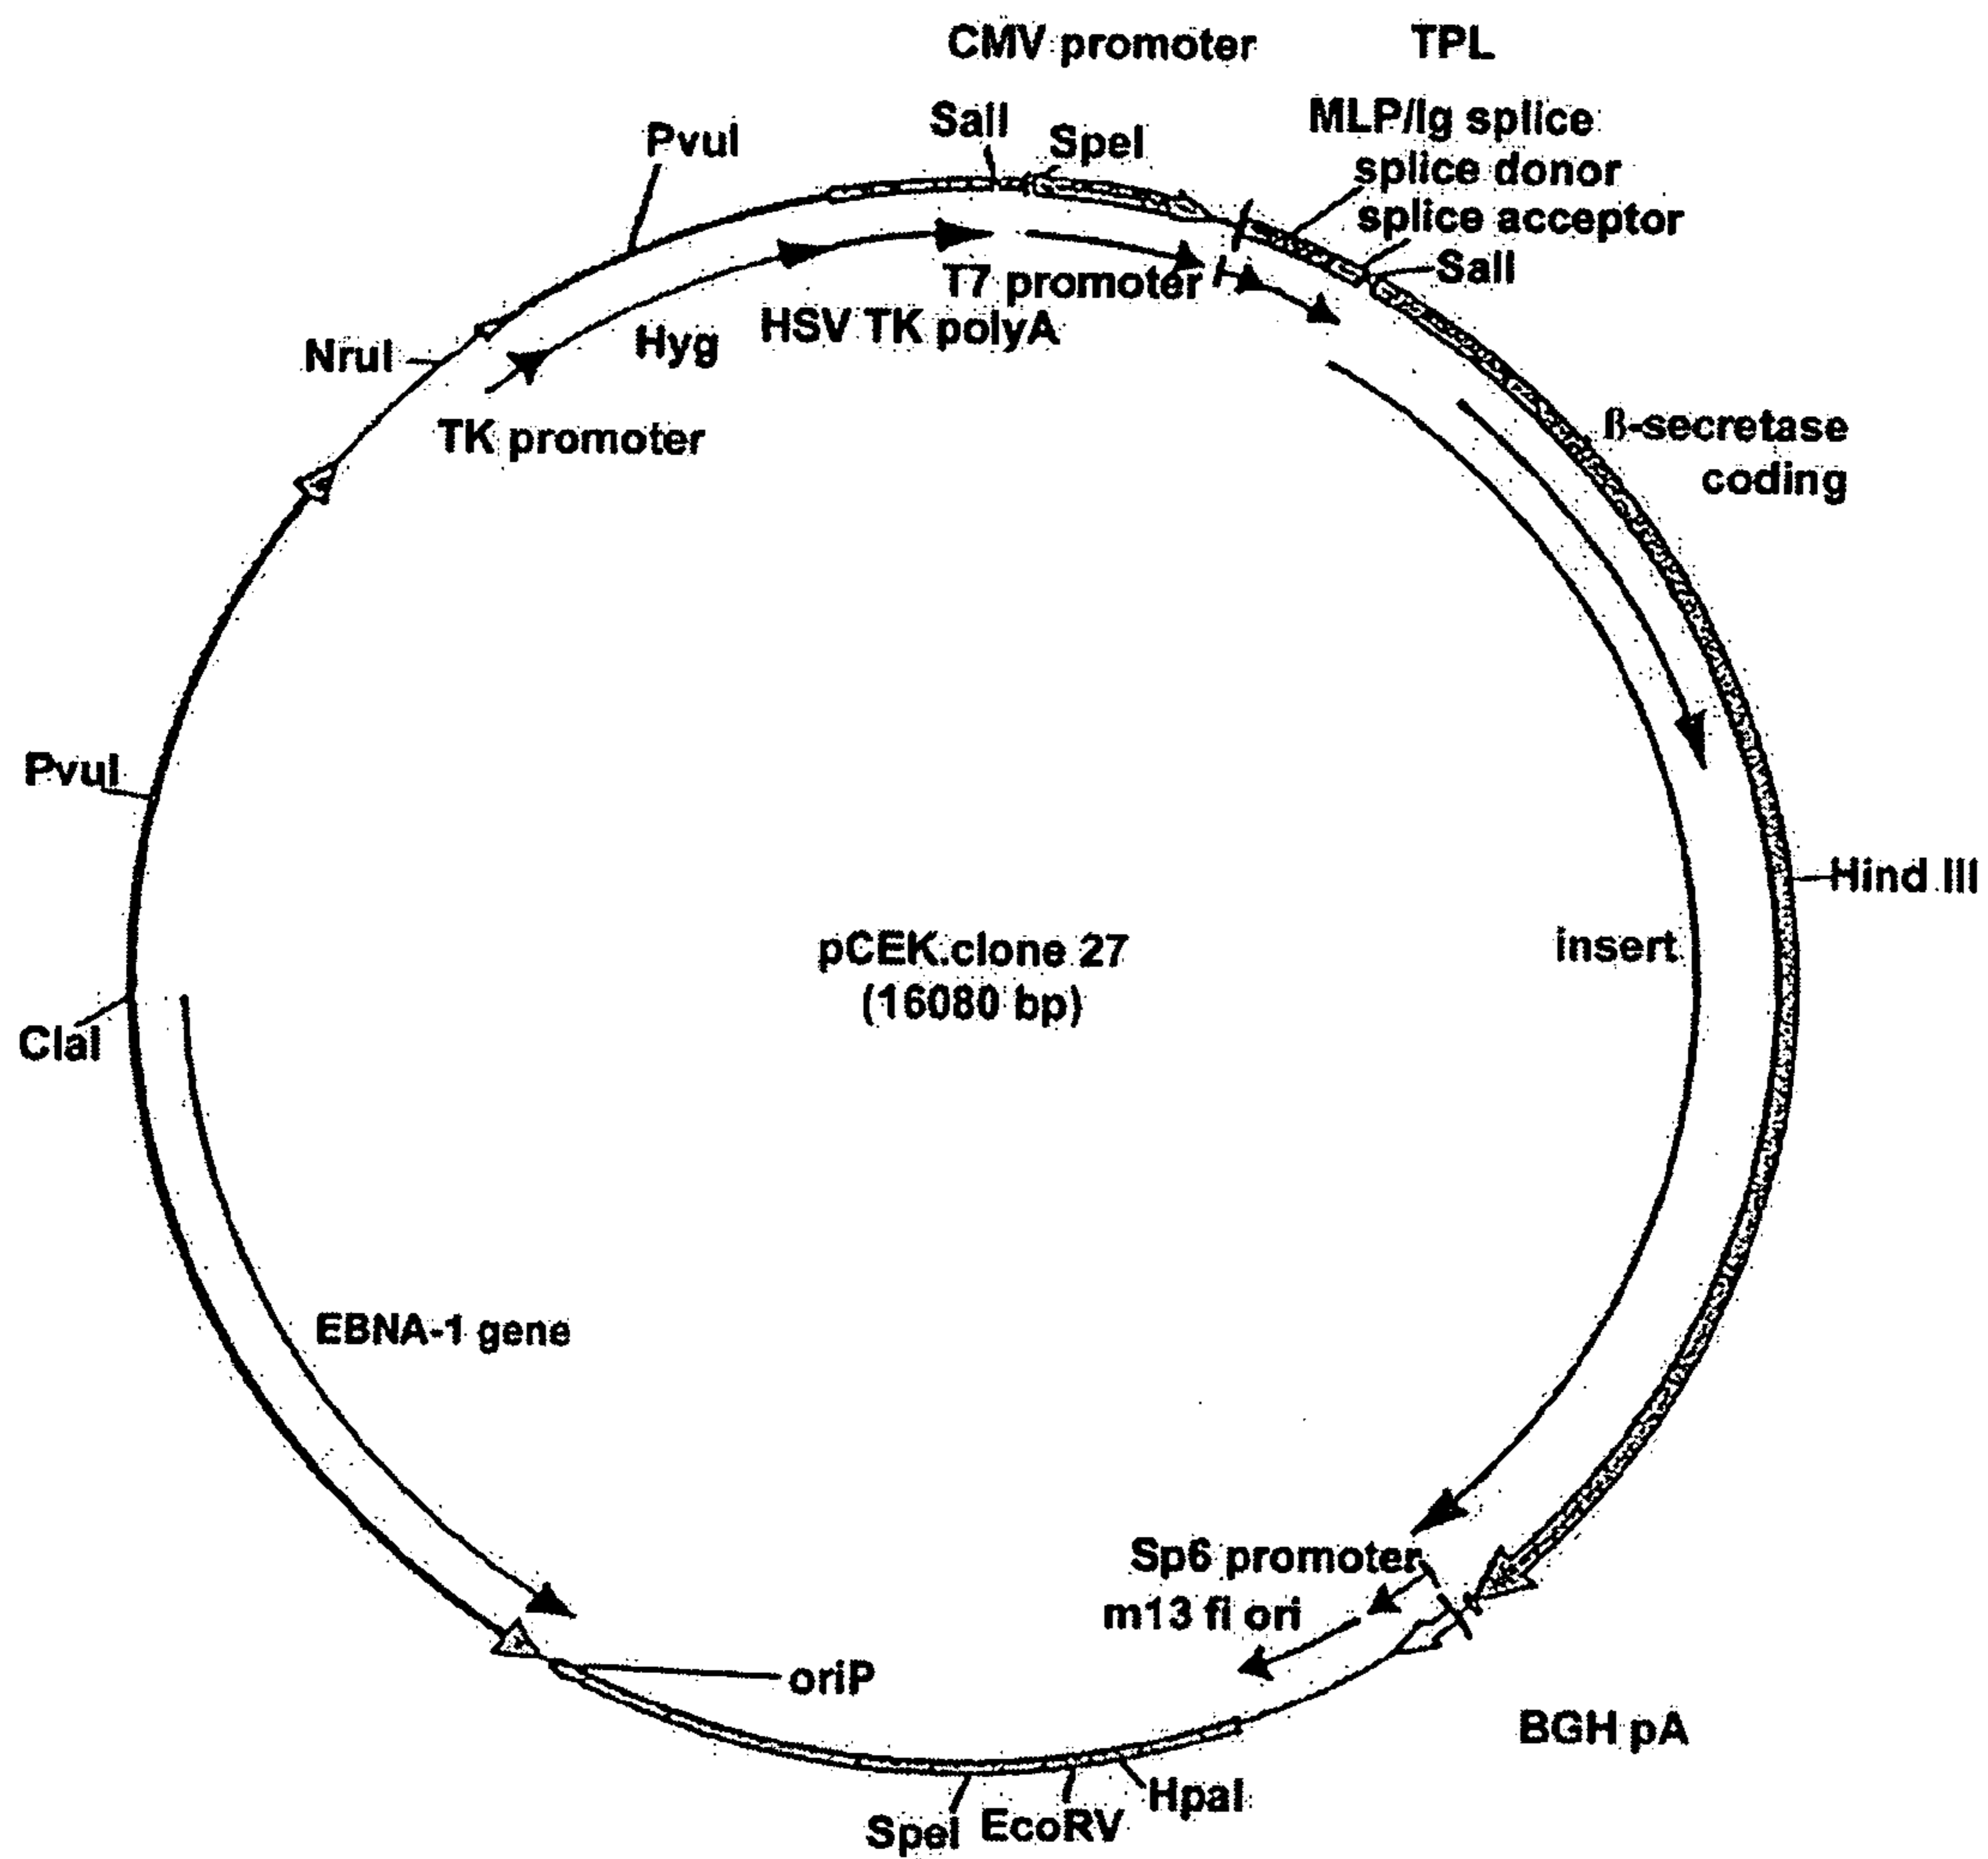 CMV promoter
TPL
SalI
SpeI
MLP/Ig splice
splice donor
splice acceptor
SalI
PvuI
T7 promoter
HSV TK polyA
Hyg
NruI
TK promoter
ß-secretase
coding
PvuI
Hind III
insert
pCEK.clone 27
(16080 bp)
ClaI
EBNA-1 gene
Sp6 promoter
m13 fl ori
oriP
BGH pA
HpaI
EcoRV
SpeI